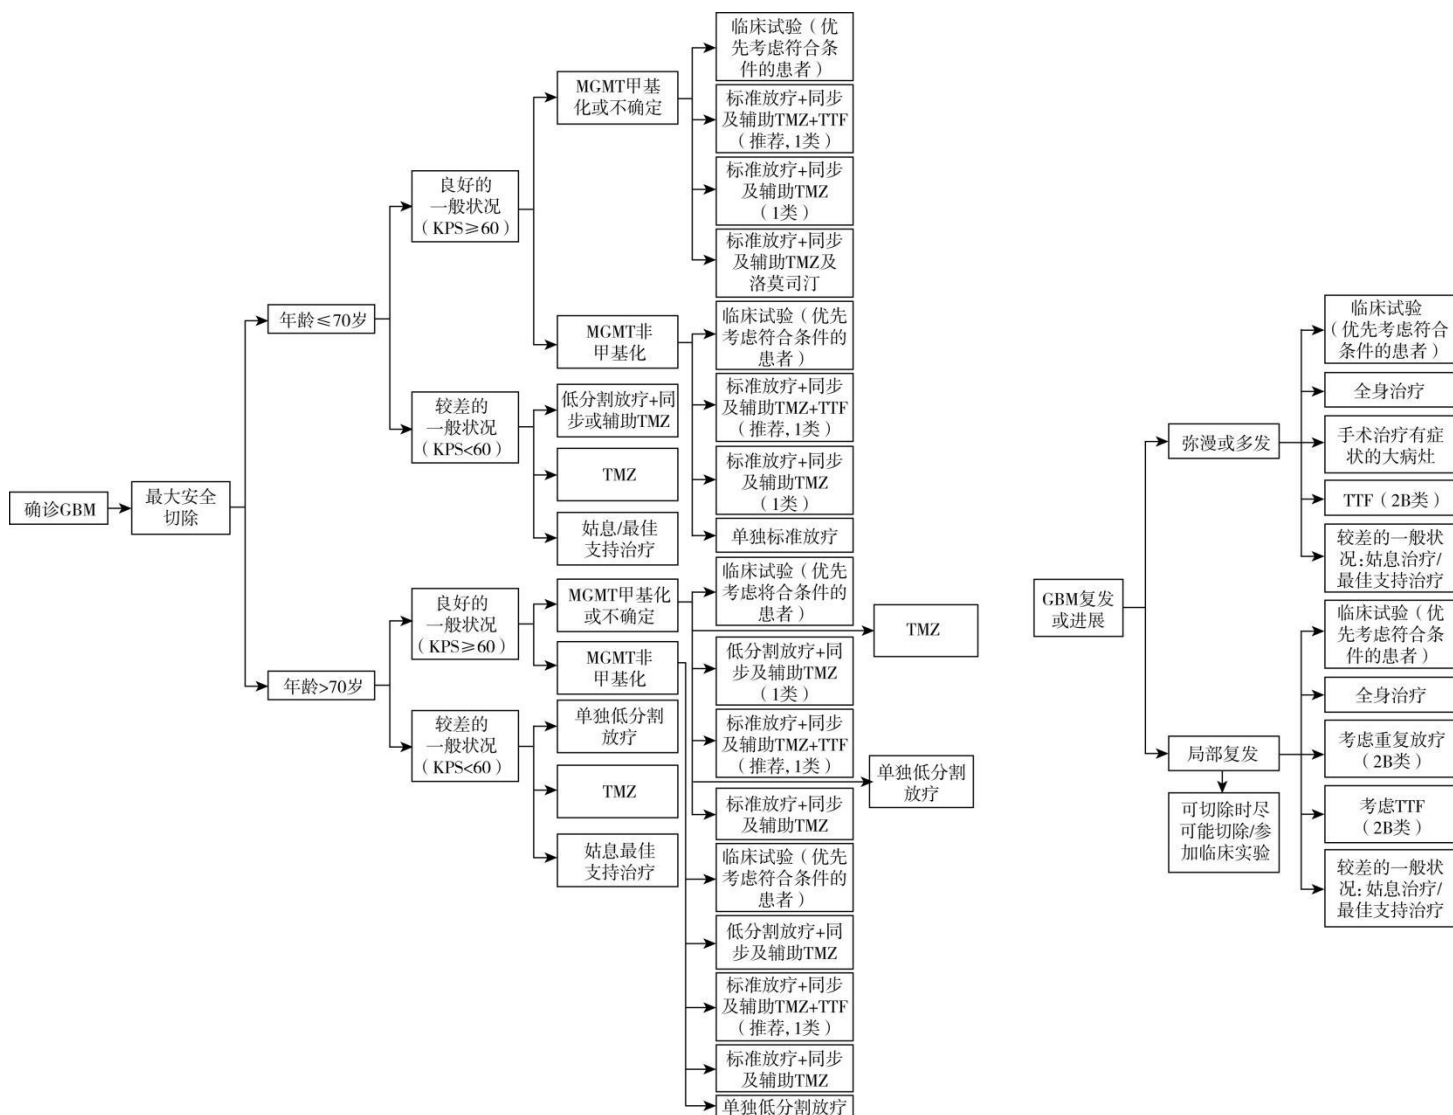 确诊GBM
最大安全
切除
年龄≤70岁
良好的
一般状况
（KPS≥60）
MGMT甲基
化或不确定
临床试验（优
先考虑符合条
件的患者）
标准放疗+同步
及辅助TMZ+TTF
（推荐,1类）
标准放疗+同步
及辅助TMZ
（1类）
标准放疗+同步
及辅助TMZ及
洛莫司汀
MGMT非
甲基化
临床试验（优先
考虑符合条件的
患者）
标准放疗+同步
及辅助TMZ+TTF
（推荐,1类）
标准放疗+同步
及辅助TMZ
（1类）
单独标准放疗
较差的
一般状况
（KPS<60）
低分割放疗+同
步或辅助TMZ
TMZ
姑息/最佳
支持治疗
年龄>70岁
良好的
一般状况
（KPS≥60）
MGMT甲基化
或不确定
临床试验（优先
考虑将合条件的
患者）
TMZ
低分割放疗+同
步及辅助TMZ
（1类）
标准放疗+同步
及辅助TMZ+TTF
（推荐,1类）
单独低分割
放疗
标准放疗+同步
及辅助TMZ
MGMT非
甲基化
临床试验（优先
考虑符合条件的
患者）
低分割放疗+同
步及辅助TMZ
标准放疗+同步
及辅助TMZ+TTF
（推荐,1类）
标准放疗+同步
及辅助TMZ
单独低分割放疗
较差的
一般状况
（KPS<60）
单独低分割
放疗
TMZ
姑息最佳
支持治疗
GBM复发
或进展
弥漫或多发
临床试验
（优先考虑符合
条件的患者）
全身治疗
手术治疗有症
状的大病灶
TTF（2B类）
较差的一般状
况:姑息治疗/
最佳支持治疗
局部复发
可切除时尽
可能切除/参
加临床实验
临床试验（优
先考虑符合条
件的患者）
全身治疗
考虑重复放疗
（2B类）
考虑TTF
（2B类）
较差的一般状
况:姑息治疗/
最佳支持治疗